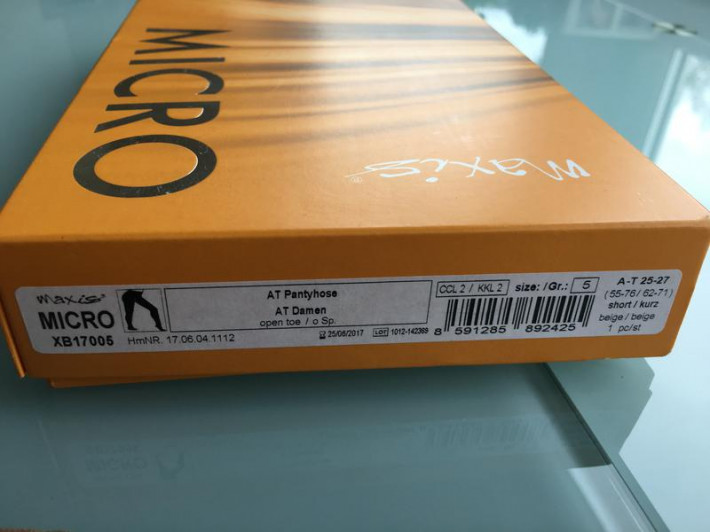 MICRO
maxis®
maxis®
MICRO
XB17005
AT Pantyhose
AT Damen
open toe / o Sp.
HmNR. 17.06.04.1112
25/08/2017
LOT 1012-142389
CCL 2 / KKL 2
size: /Gr.: 5
8 591285 892425
A-T 25-27
(55-76/ 62-71)
short / kurz
beige / beige
1 pc/st